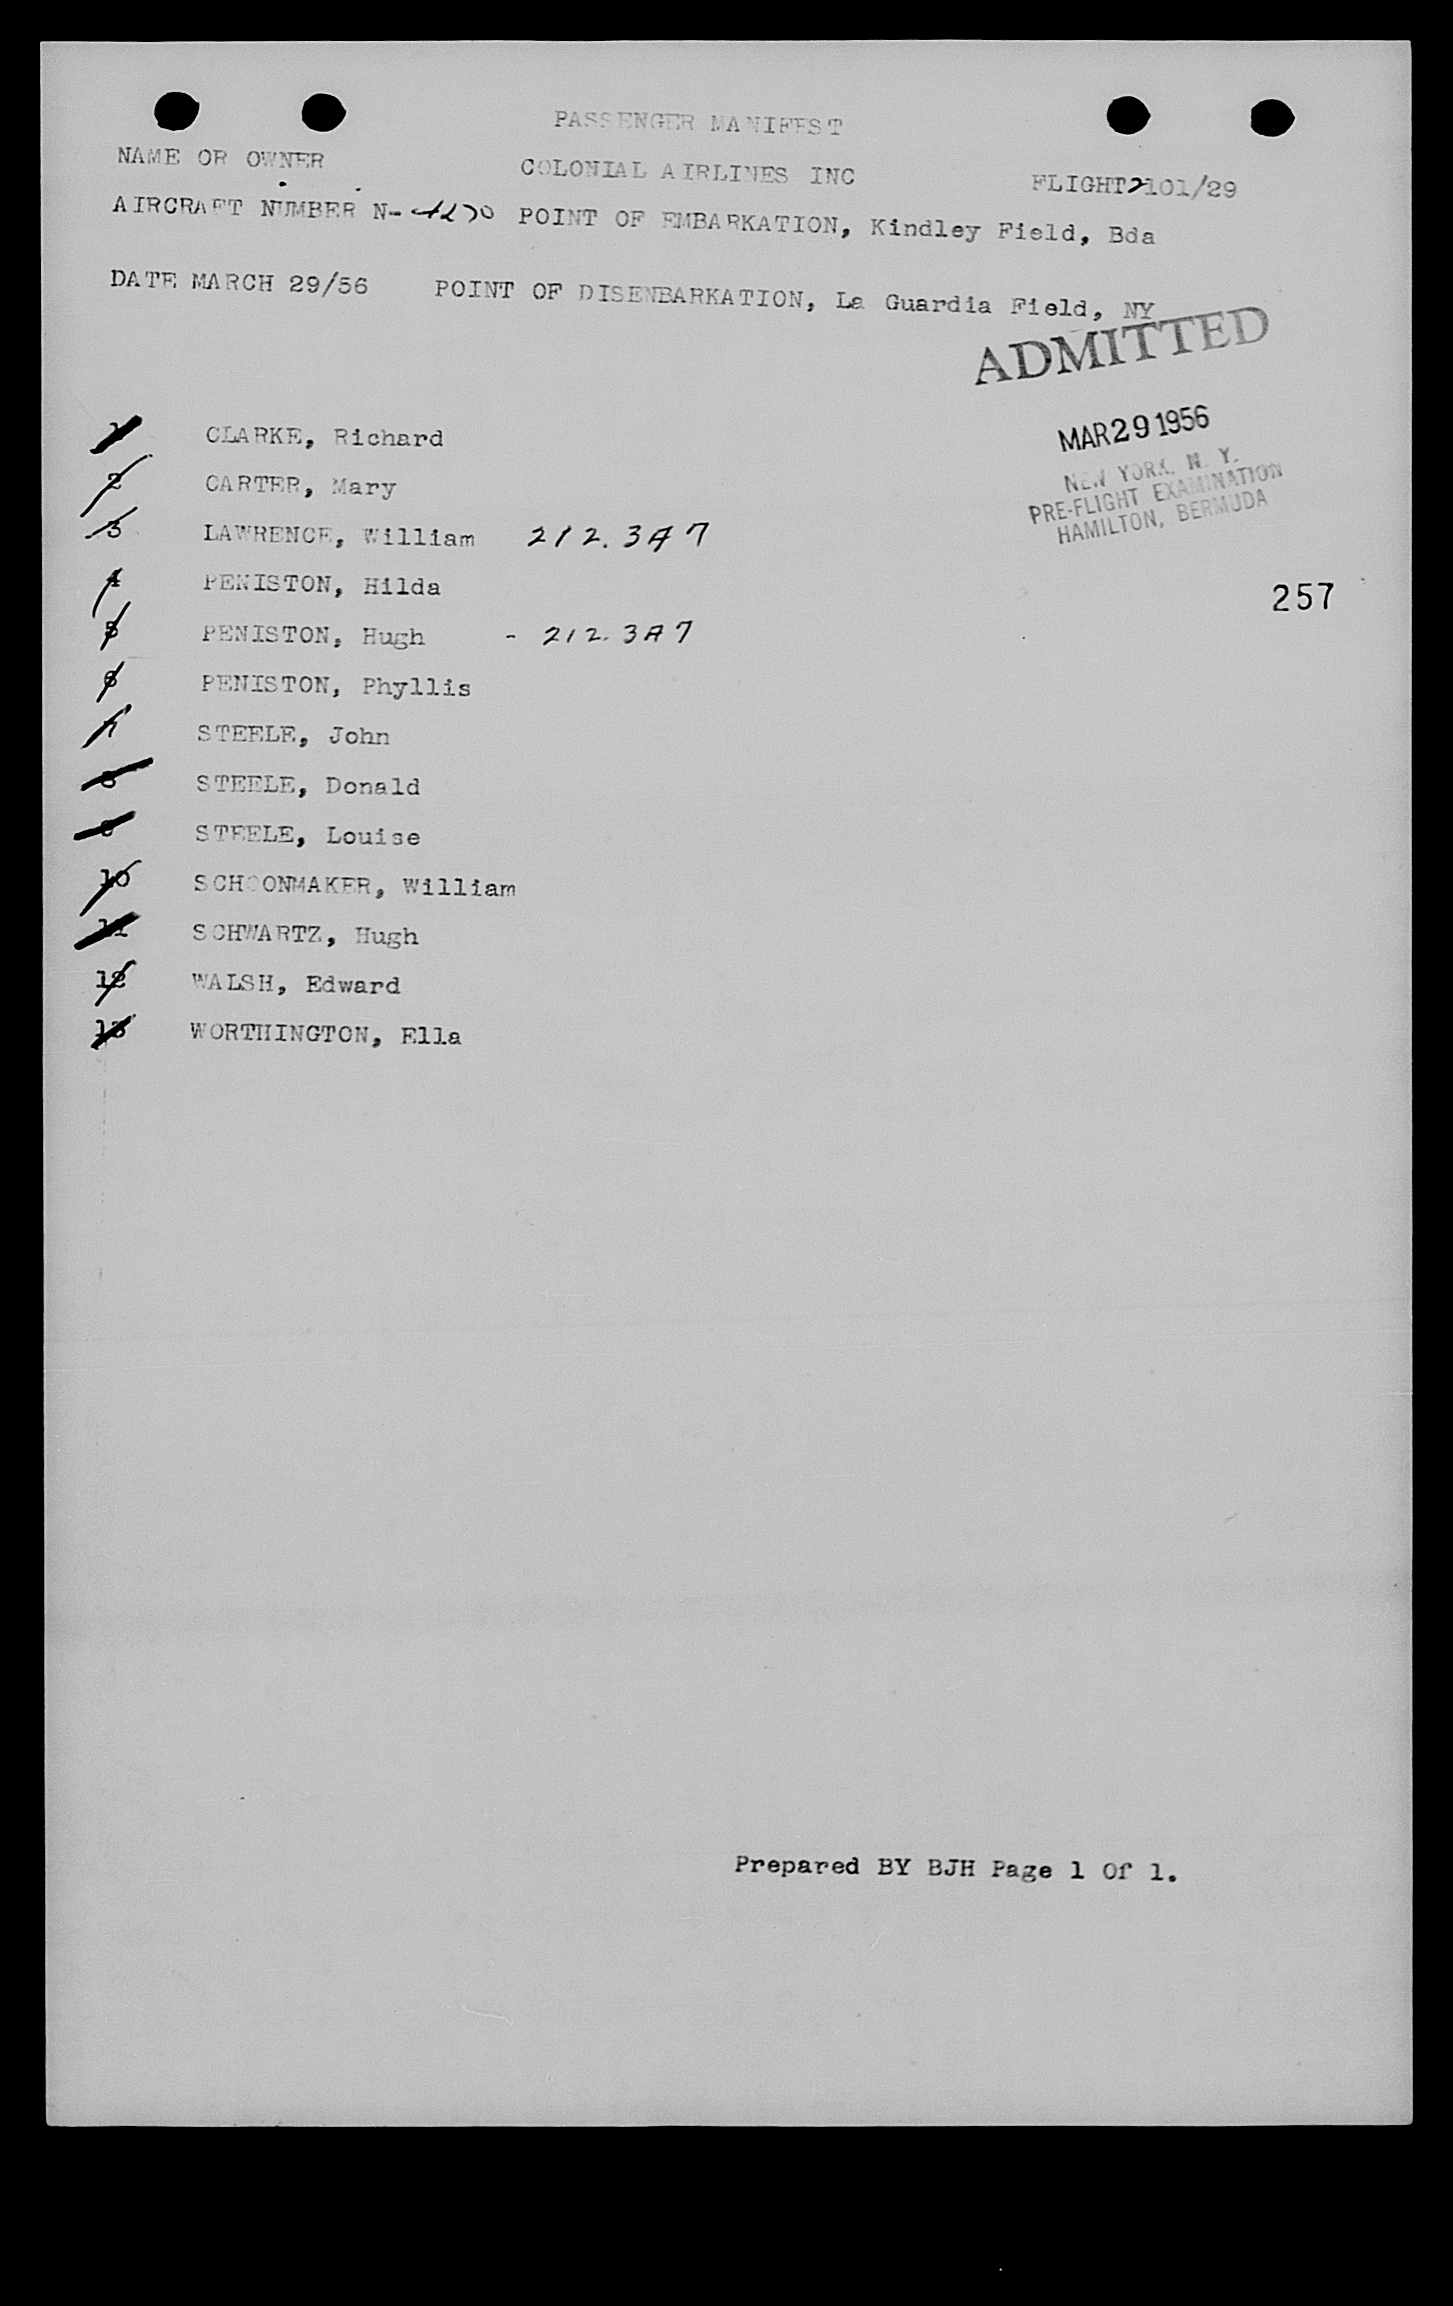 PASSENGER MANIFEST
NAME OR OWNER COLONIAL AIRLINES INC FLIGHT 2101/29
AIRCRAFT NUMBER N- POINT OF EMBARKATION, Kindley Field, Bda
DATE MARCH 29/56 POINT OF DISENBARKATION, La Guardia Field, NY
ADMITTED
MAR 29 1956
NEW YORK, N. Y.
PRE-FLIGHT EXAMINATION
HAMILTON, BERMUDA
257
1 CLARKE, Richard
2 CARTER, Mary
3 LAWRENCE, William 212.3A7
4 PENISTON, Hilda
5 PENISTON, Hugh - 212.3A7
6 PENISTON, Phyllis
7 STEELE, John
8 STEELE, Donald
9 STEELE, Louise
10 SCHOONMAKER, William
11 SCHWARTZ, Hugh
12 WALSH, Edward
13 WORTHINGTON, Ella
Prepared BY BJH Page 1 Of 1.